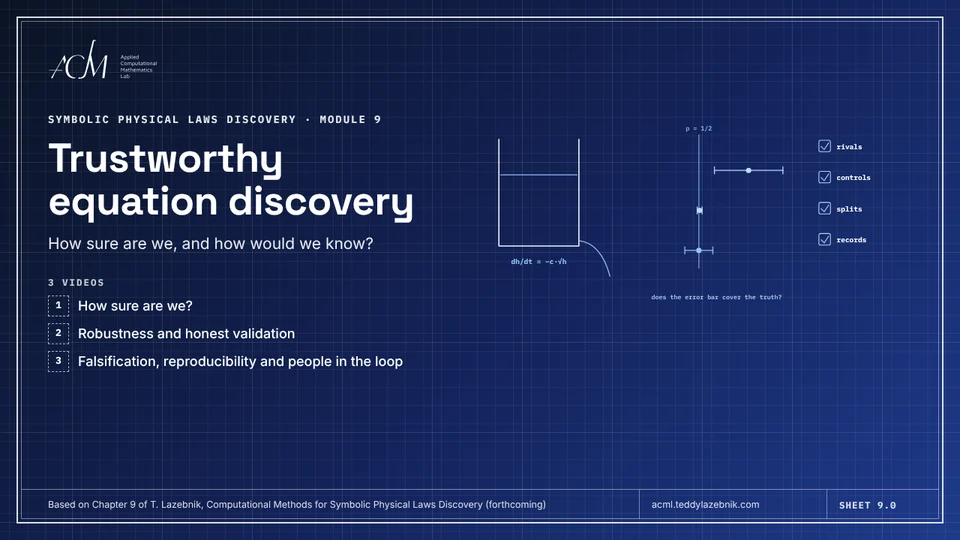 ACM
Applied
Computational
Mathematics
Lab
SYMBOLIC PHYSICAL LAWS DISCOVERY · MODULE 9
Trustworthy
equation discovery
How sure are we, and how would we know?
3 VIDEOS
1 How sure are we?
2 Robustness and honest validation
3 Falsification, reproducibility and people in the loop
dh/dt = −c·√h
p = 1/2
does the error bar cover the truth?
rivals
controls
splits
records
Based on Chapter 9 of T. Lazebnik, Computational Methods for Symbolic Physical Laws Discovery (forthcoming)
acml.teddylazebnik.com
SHEET 9.0